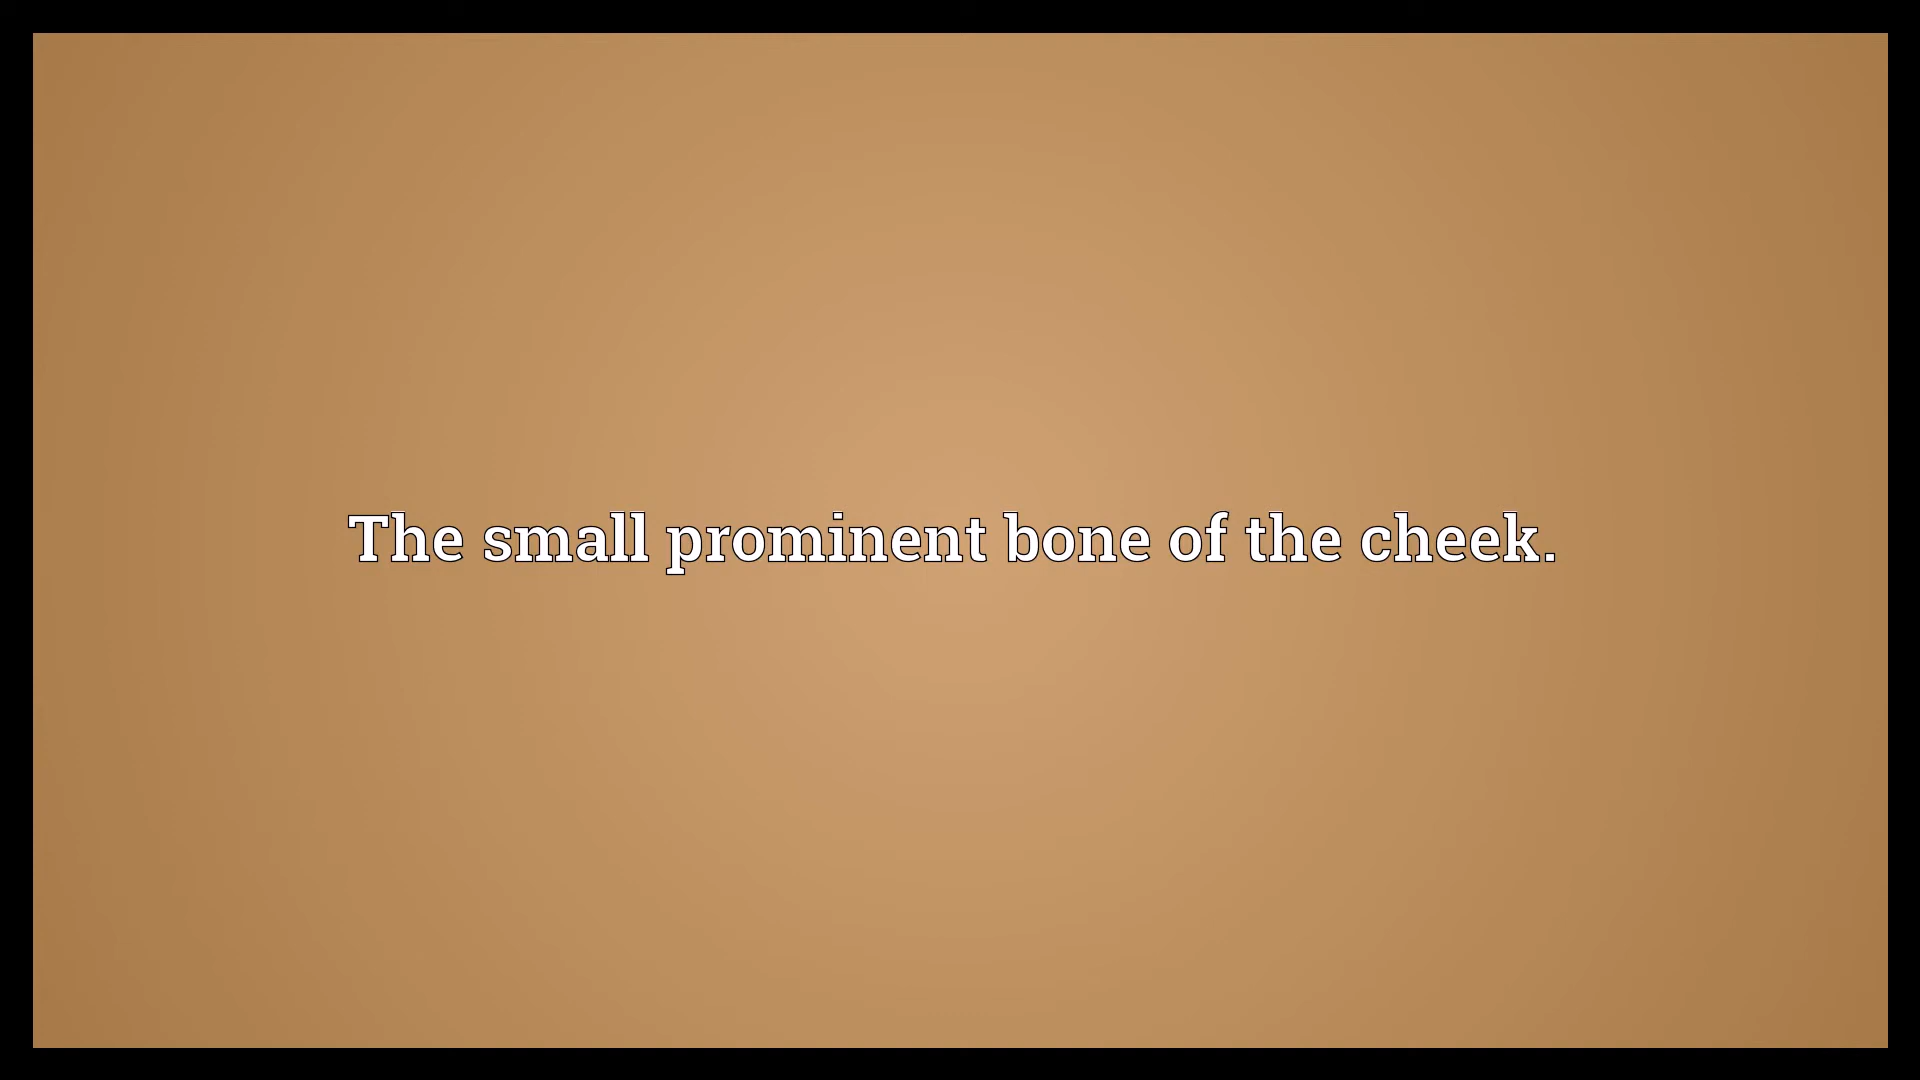 The small prominent bone of the cheek.